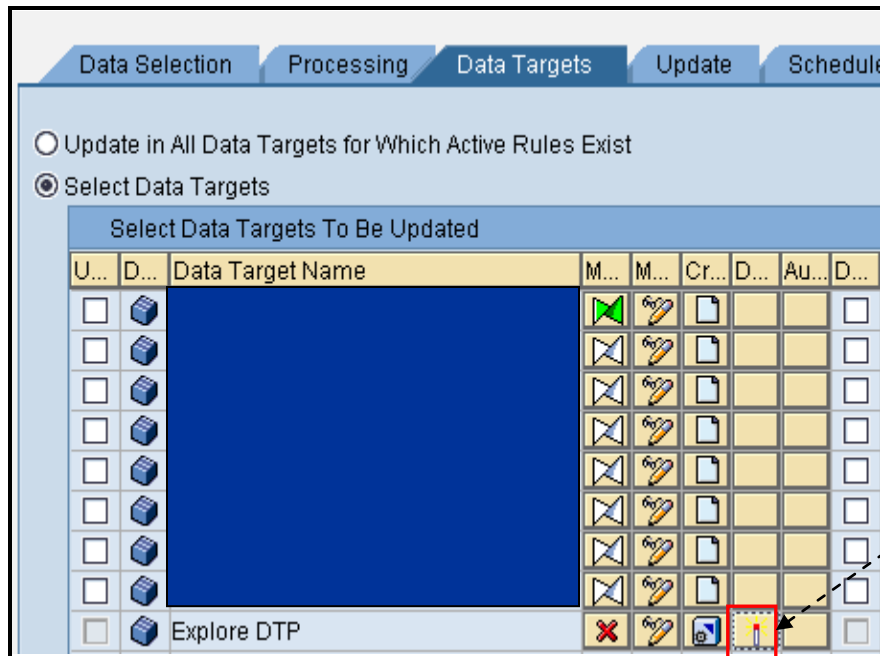 Data Selection Processing Data Targets Update Schedule
Update in All Data Targets for Which Active Rules Exist
Select Data Targets
Select Data Targets To Be Updated
U... D... Data Target Name M... M... Cr... D... Au... D...
Explore DTP